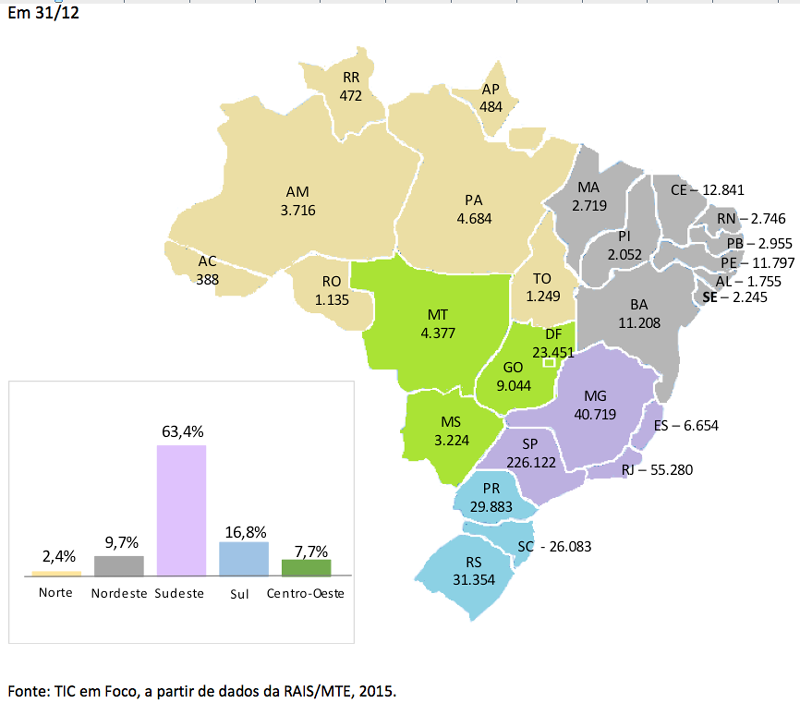 Em 31/12
RR
472
AP
484
AM
3.716
PA
4.684
MA
2.719
CE – 12.841
RN – 2.746
PI
2.052
PB – 2.955
PE – 11.797
AL – 1.755
SE – 2.245
AC
388
RO
1.135
TO
1.249
BA
11.208
MT
4.377
DF
23.451
GO
9.044
MG
40.719
MS
3.224
ES – 6.654
SP
226.122
RJ – 55.280
PR
29.883
SC - 26.083
RS
31.354
63,4%
16,8%
9,7%
7,7%
2,4%
Norte Nordeste Sudeste Sul Centro-Oeste
Fonte: TIC em Foco, a partir de dados da RAIS/MTE, 2015.